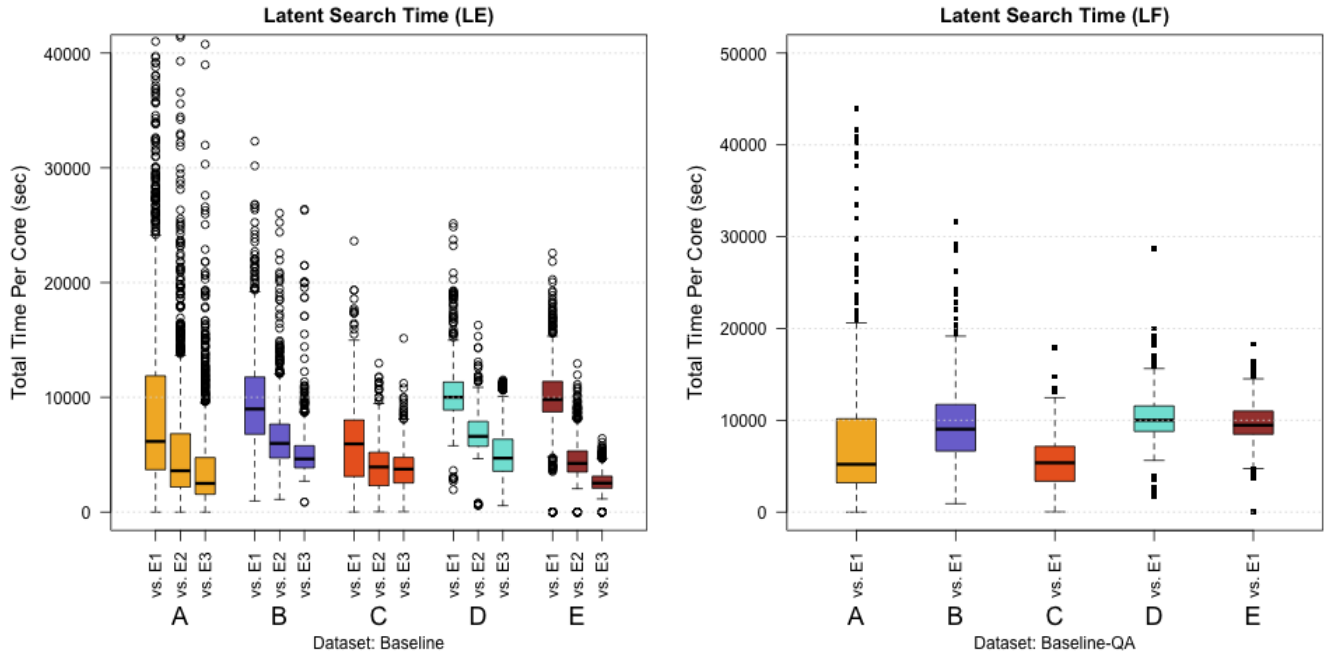 Latent Search Time (LE)
Total Time Per Core (sec)
40000
30000
20000
10000
0
vs. E1
vs. E2
vs. E3
vs. E1
vs. E2
vs. E3
vs. E1
vs. E2
vs. E3
vs. E1
vs. E2
vs. E3
vs. E1
vs. E2
vs. E3
A B C D E
Dataset: Baseline
Latent Search Time (LF)
Total Time Per Core (sec)
50000
40000
30000
20000
10000
0
vs. E1
vs. E1
vs. E1
vs. E1
vs. E1
A B C D E
Dataset: Baseline-QA